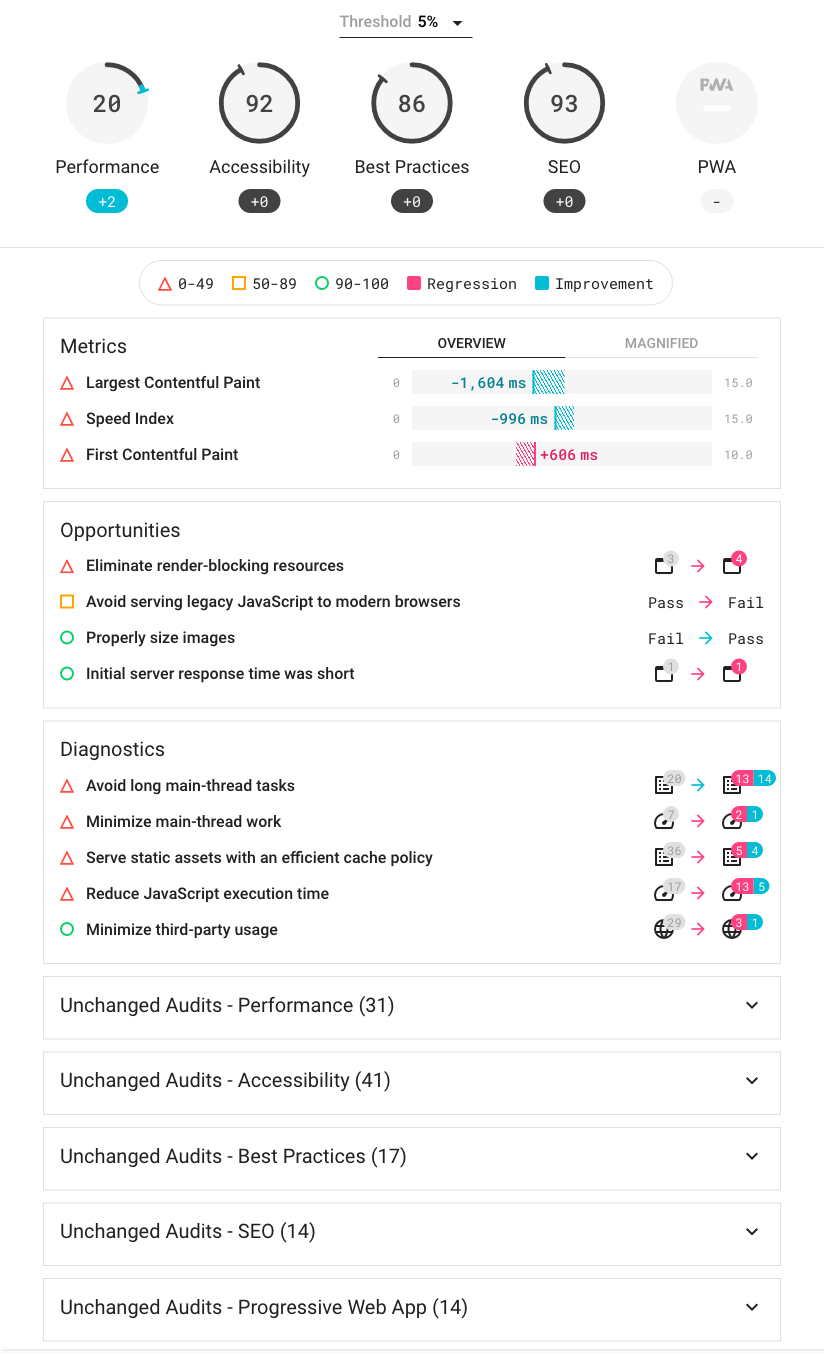 Threshold 5%
20 92 86 93 PWA
Performance Accessibility Best Practices SEO PWA
+2 +0 +0 +0 -
0-49 50-89 90-100 Regression Improvement
Metrics OVERVIEW MAGNIFIED
Largest Contentful Paint 0 -1,604 ms 15.0
Speed Index 0 -996 ms 15.0
First Contentful Paint 0 +606 ms 10.0
Opportunities
Eliminate render-blocking resources 3 → 4
Avoid serving legacy JavaScript to modern browsers Pass → Fail
Properly size images Fail → Pass
Initial server response time was short 1 → 1
Diagnostics
Avoid long main-thread tasks 20 → 13 14
Minimize main-thread work 7 → 2 1
Serve static assets with an efficient cache policy 36 → 5 4
Reduce JavaScript execution time 17 → 13 5
Minimize third-party usage 29 → 3 1
Unchanged Audits - Performance (31)
Unchanged Audits - Accessibility (41)
Unchanged Audits - Best Practices (17)
Unchanged Audits - SEO (14)
Unchanged Audits - Progressive Web App (14)